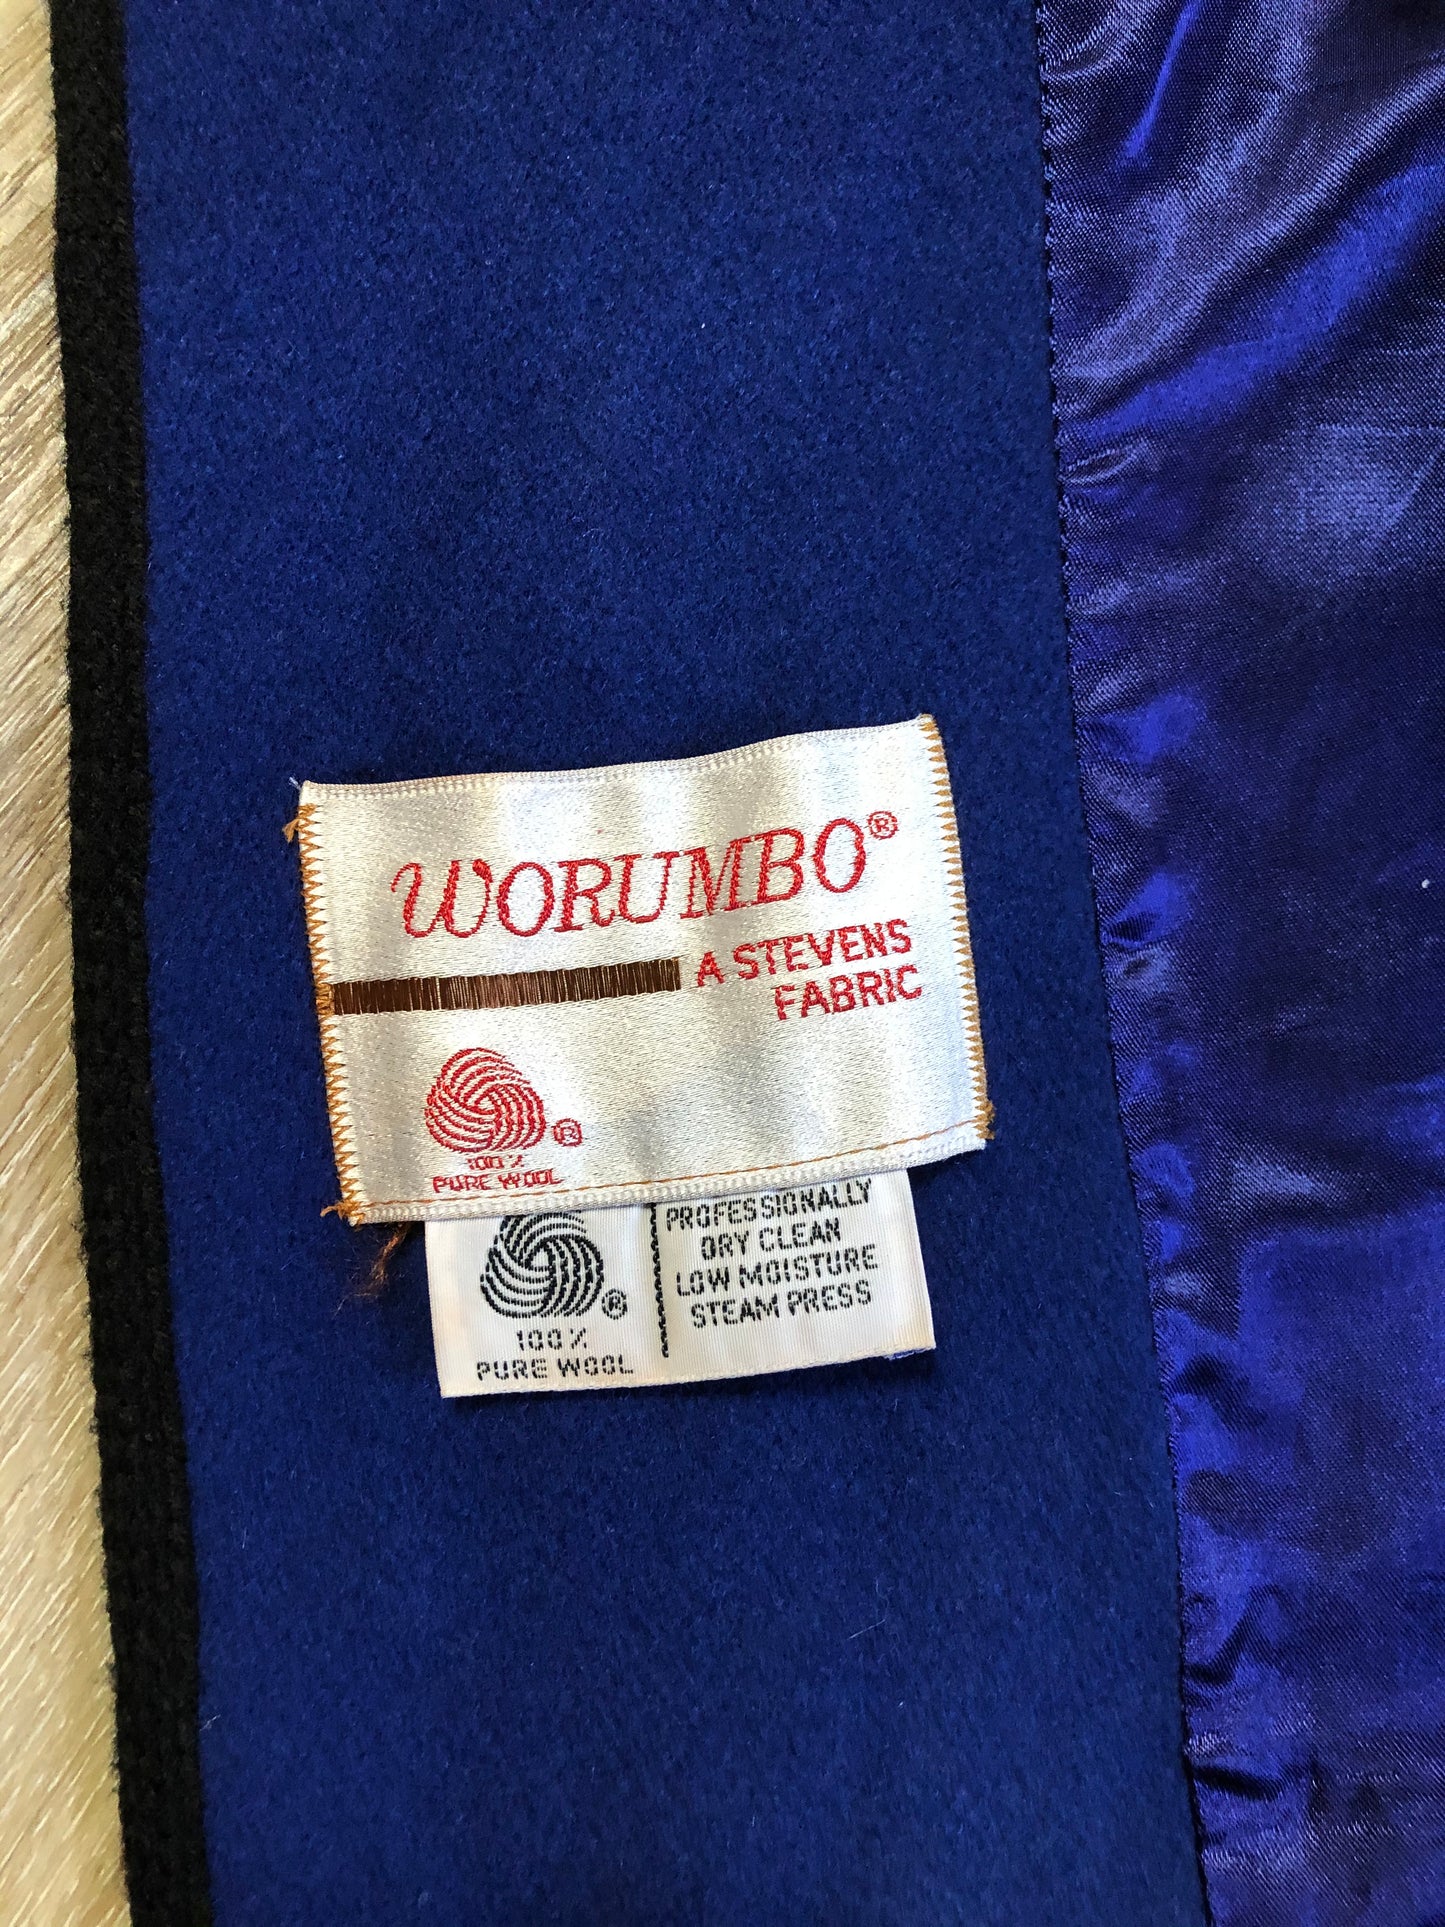 WORUMBO®
A STEVENS
FABRIC
®
100%
PURE WOOL
®
100%
PURE WOOL
PROFESSIONALLY
DRY CLEAN
LOW MOISTURE
STEAM PRESS